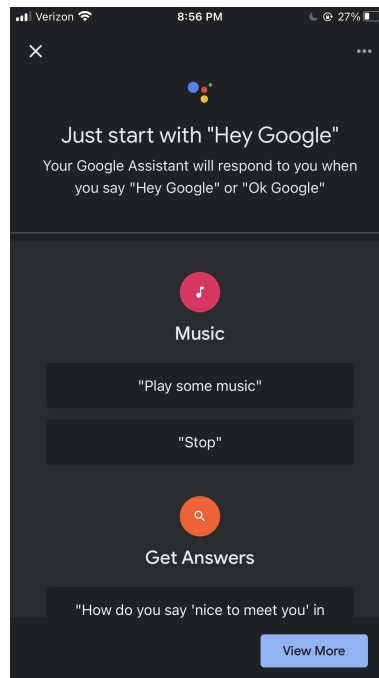 Verizon 8:56 PM 27%
Just start with "Hey Google"
Your Google Assistant will respond to you when
you say "Hey Google" or "Ok Google"
Music
"Play some music"
"Stop"
Get Answers
"How do you say 'nice to meet you' in
View More